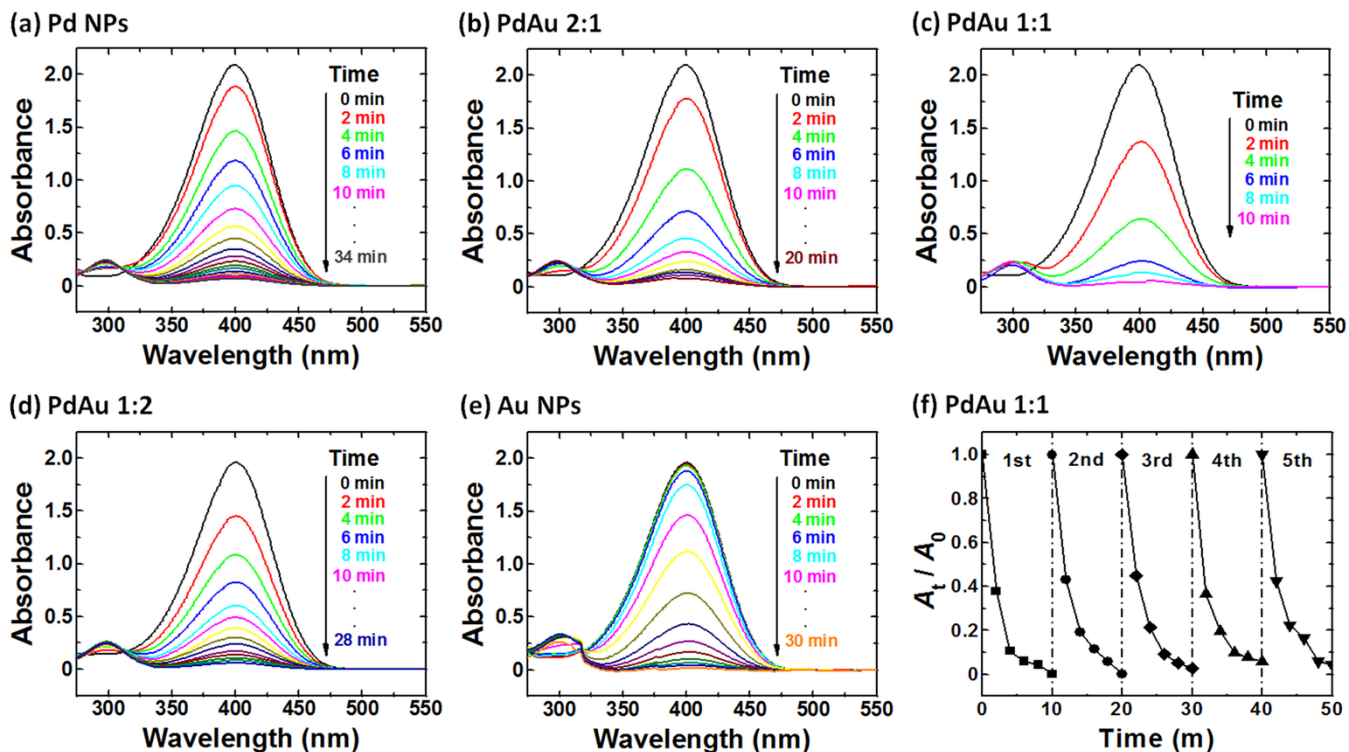 (a) Pd NPs
Absorbance
2.0
1.5
1.0
0.5
0
300 350 400 450 500 550
Wavelength (nm)
Time
0 min
2 min
4 min
6 min
8 min
10 min
34 min
(b) PdAu 2:1
Absorbance
2.0
1.5
1.0
0.5
0
300 350 400 450 500 550
Wavelength (nm)
Time
0 min
2 min
4 min
6 min
8 min
10 min
20 min
(c) PdAu 1:1
Absorbance
2.0
1.5
1.0
0.5
0
300 350 400 450 500 550
Wavelength (nm)
Time
0 min
2 min
4 min
6 min
8 min
10 min
(d) PdAu 1:2
Absorbance
2.0
1.5
1.0
0.5
0
300 350 400 450 500 550
Wavelength (nm)
Time
0 min
2 min
4 min
6 min
8 min
10 min
28 min
(e) Au NPs
Absorbance
2.0
1.5
1.0
0.5
0
300 350 400 450 500 550
Wavelength (nm)
Time
0 min
2 min
4 min
6 min
8 min
10 min
30 min
(f) PdAu 1:1
At / A0
1.0
0.8
0.6
0.4
0.2
0.0
1st 2nd 3rd 4th 5th
0 10 20 30 40 50
Time (m)